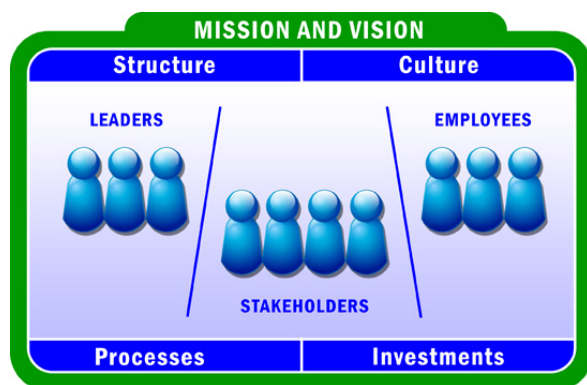 MISSION AND VISION
Structure
Culture
LEADERS
EMPLOYEES
STAKEHOLDERS
Processes
Investments